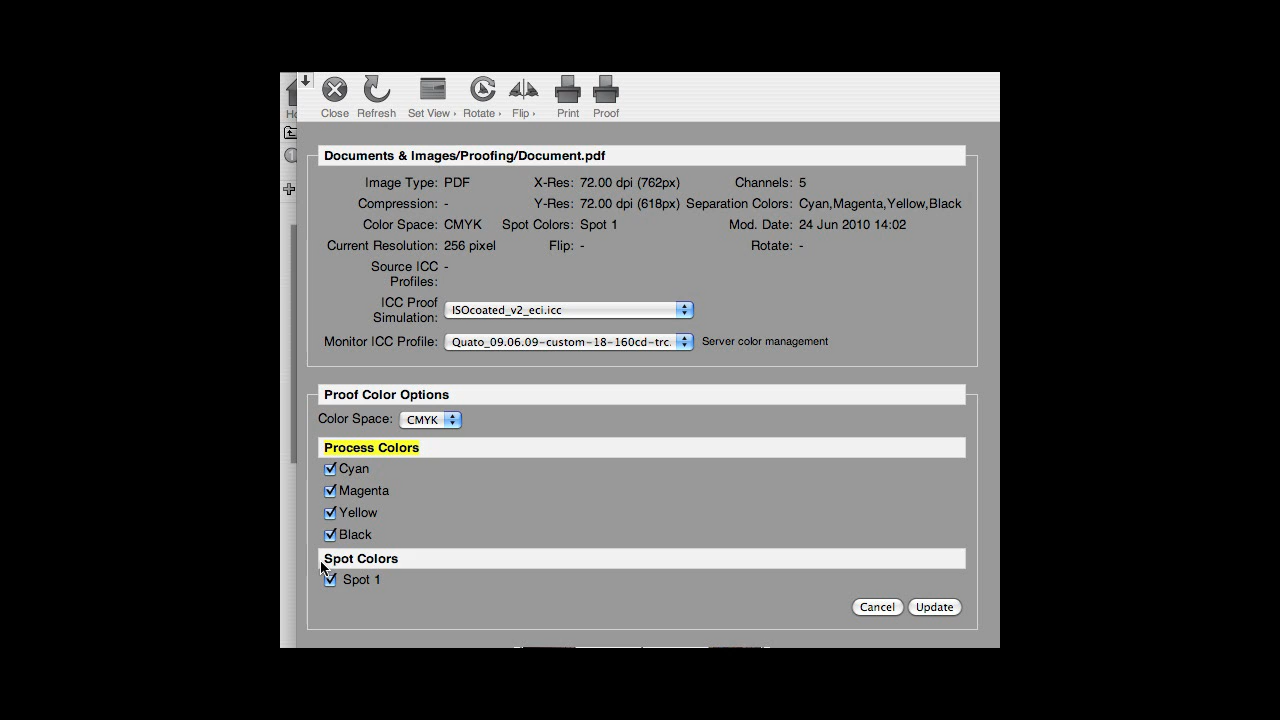 Close Refresh Set View › Rotate › Flip › Print Proof
Documents & Images/Proofing/Document.pdf
Image Type: PDF X-Res: 72.00 dpi (762px) Channels: 5
Compression: - Y-Res: 72.00 dpi (618px) Separation Colors: Cyan,Magenta,Yellow,Black
Color Space: CMYK Spot Colors: Spot 1 Mod. Date: 24 Jun 2010 14:02
Current Resolution: 256 pixel Flip: - Rotate: -
Source ICC -
Profiles:
ICC Proof
Simulation: ISOcoated_v2_eci.icc
Monitor ICC Profile: Quato_09.06.09-custom-18-160cd-trc. Server color management
Proof Color Options
Color Space: CMYK
Process Colors
Cyan
Magenta
Yellow
Black
Spot Colors
Spot 1
Cancel Update